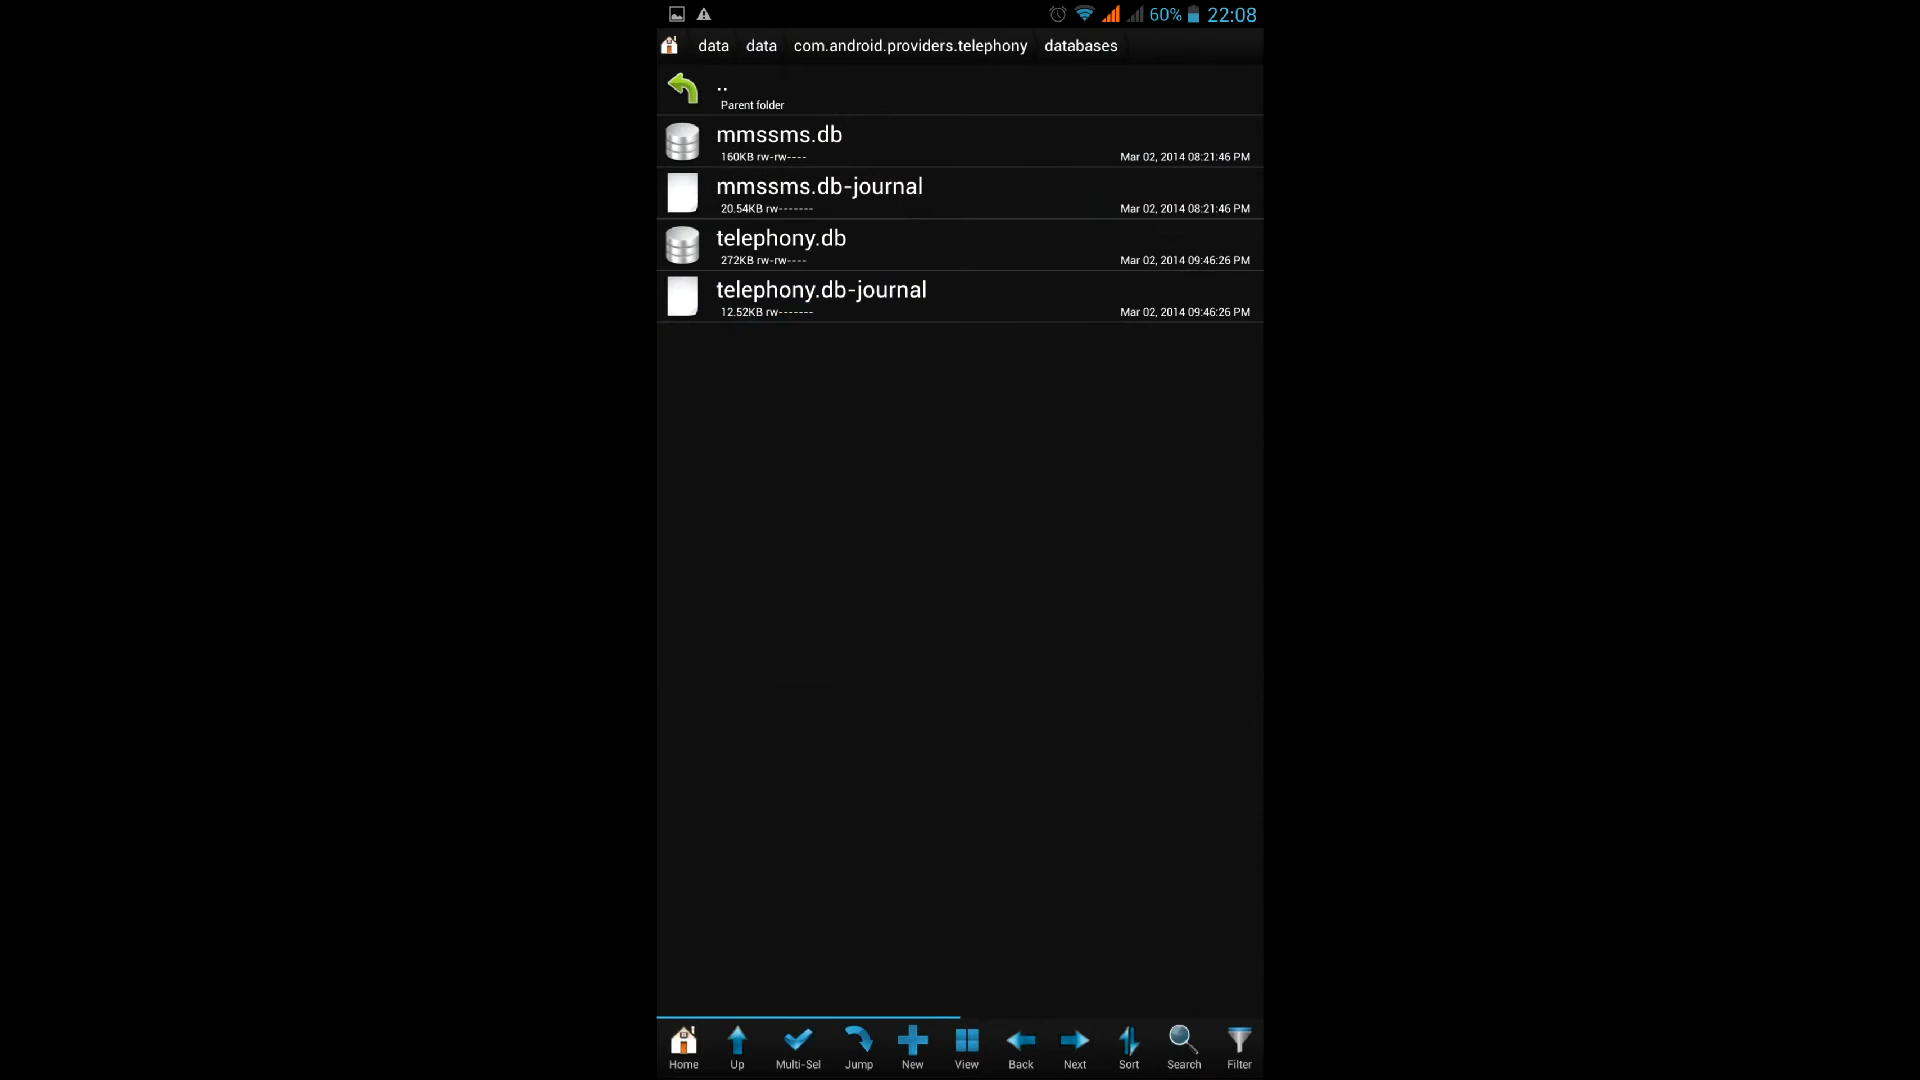 60% 22:08
data data com.android.providers.telephony databases
..
Parent folder
mmssms.db
160KB rw-rw---- Mar 02, 2014 08:21:46 PM
mmssms.db-journal
20.54KB rw------- Mar 02, 2014 08:21:46 PM
telephony.db
272KB rw-rw---- Mar 02, 2014 09:46:26 PM
telephony.db-journal
12.52KB rw------- Mar 02, 2014 09:46:26 PM
Home Up Multi-Sel Jump New View Back Next Sort Search Filter